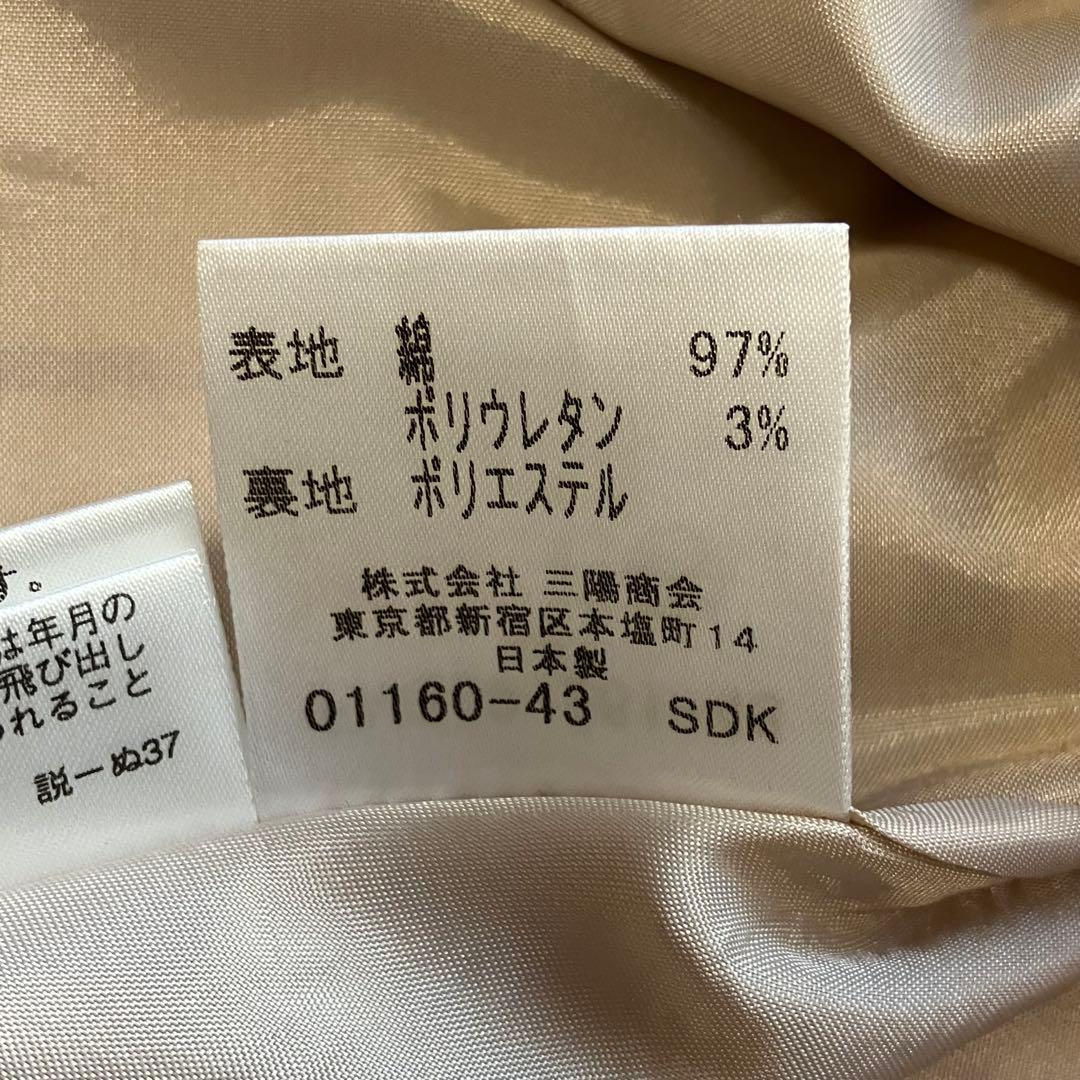 表地 綿 97%
ポリウレタン 3%
裏地 ポリエステル
株式会社 三陽商会
東京都新宿区本塩町14
日本製
01160-43 SDK
す。
は年月の
飛び出し
られること
説ーぬ37